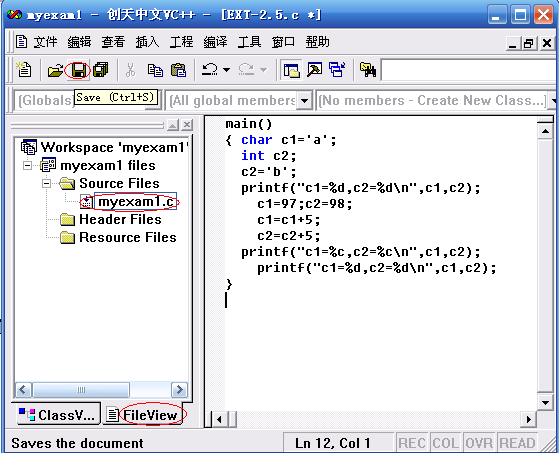 myexam1 - 创天中文VC++ - [EXT-2.5.c *]
文件 编辑 查看 插入 工程 编译 工具 窗口 帮助
Save (Ctrl+S)
(Globals) (All global members (No members - Create New Class...)
Workspace 'myexam1'
myexam1 files
Source Files
myexam1.c
Header Files
Resource Files
ClassV... FileView
main()
{ char c1='a';
int c2;
c2='b';
printf("c1=%d,c2=%d\n",c1,c2);
c1=97;c2=98;
c1=c1+5;
c2=c2+5;
printf("c1=%c,c2=%c\n",c1,c2);
printf("c1=%d,c2=%d\n",c1,c2);
}
Saves the document Ln 12, Col 1 REC COL OVR READ